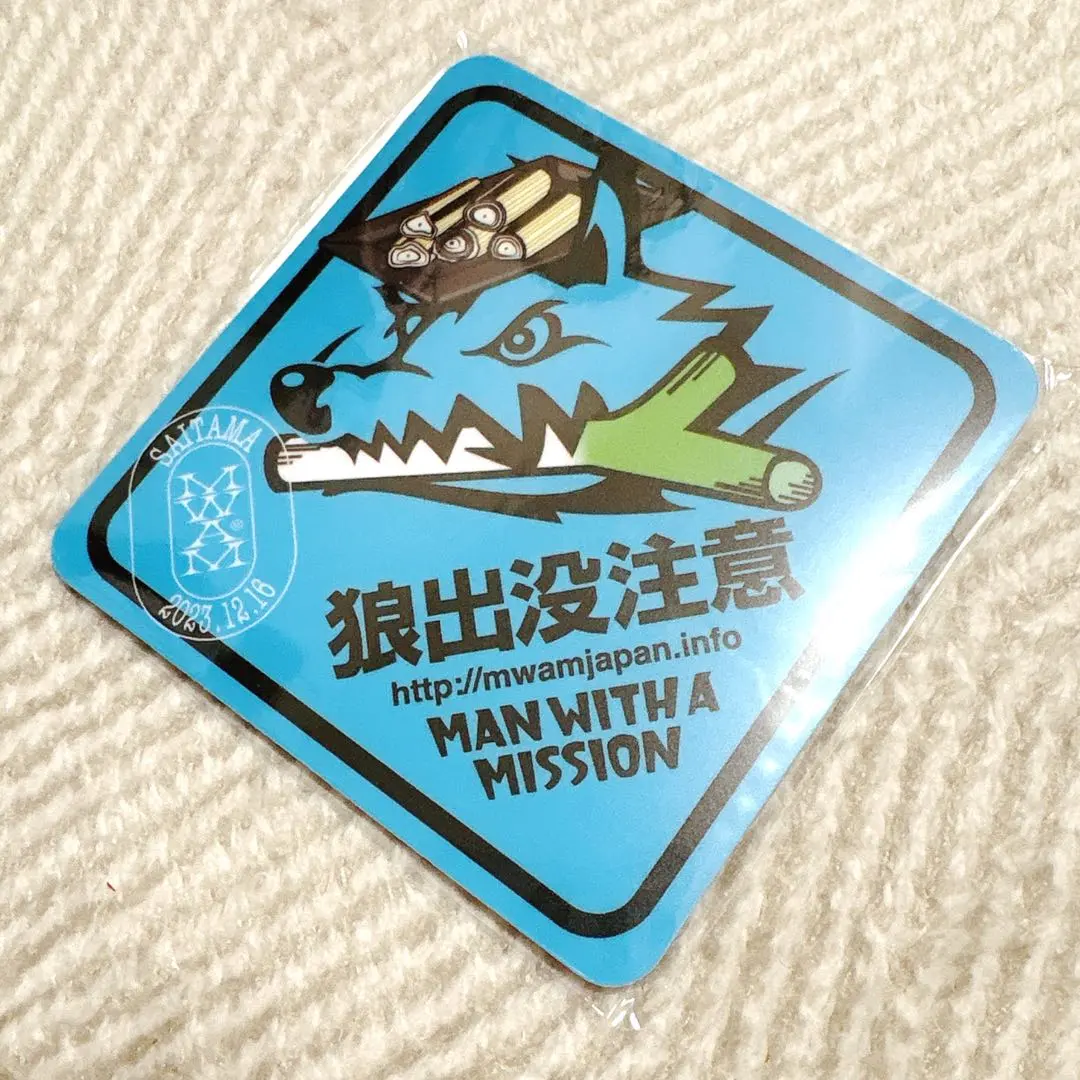 SAITAMA
MWAM®
2023.12.16
狼出没注意
http://mwamjapan.info
MAN WITH A
MISSION